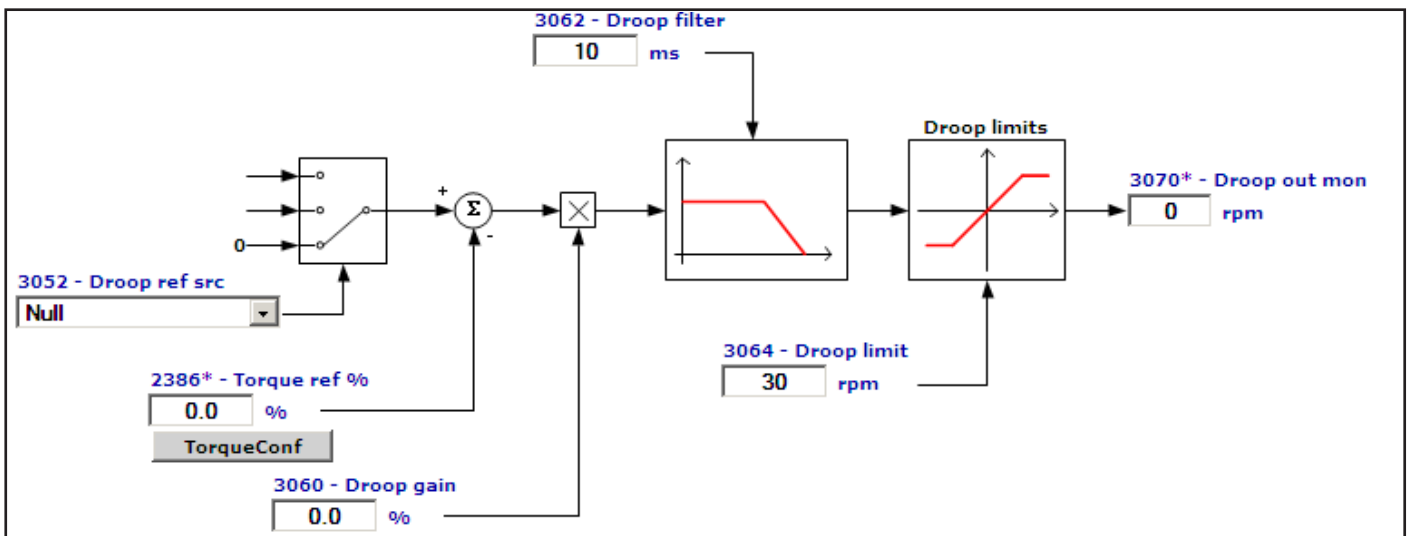 3062 - Droop filter
10 ms
Droop limits
3070* - Droop out mon
0 rpm
+
Σ
-
0
3052 - Droop ref src
Null
3064 - Droop limit
30 rpm
2386* - Torque ref %
0.0 %
TorqueConf
3060 - Droop gain
0.0 %